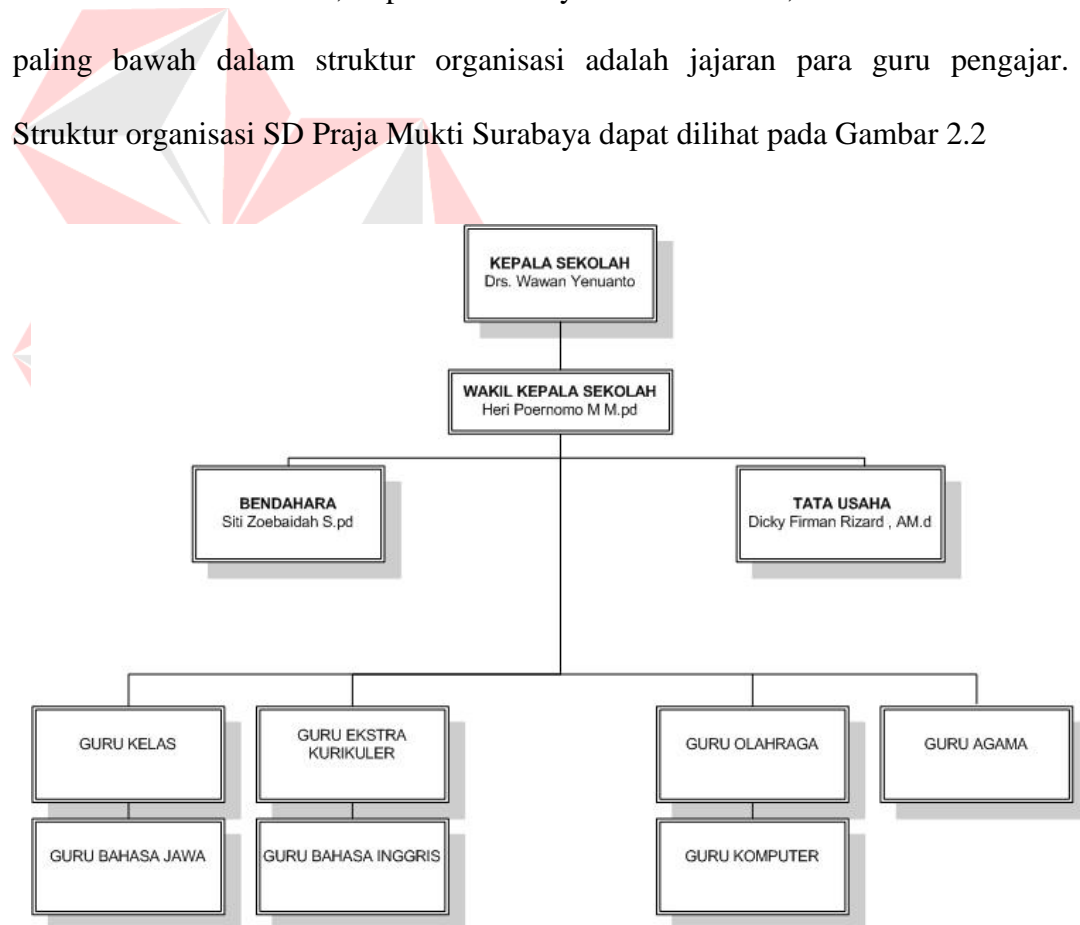 paling bawah dalam struktur organisasi adalah jajaran para guru pengajar.
Struktur organisasi SD Praja Mukti Surabaya dapat dilihat pada Gambar 2.2
KEPALA SEKOLAH
Drs. Wawan Yenuanto
WAKIL KEPALA SEKOLAH
Heri Poernomo M M.pd
BENDAHARA
Siti Zoebaidah S.pd
TATA USAHA
Dicky Firman Rizard , AM.d
GURU KELAS
GURU EKSTRA
KURIKULER
GURU OLAHRAGA
GURU AGAMA
GURU BAHASA JAWA
GURU BAHASA INGGRIS
GURU KOMPUTER